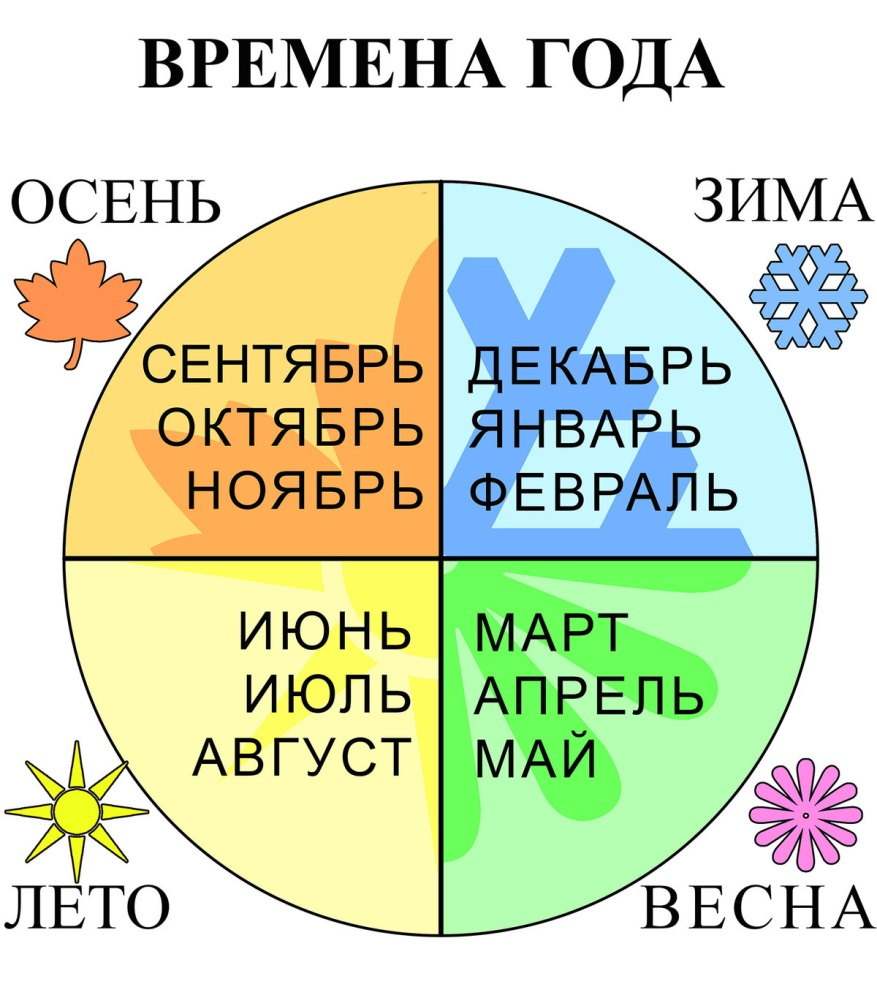 ВРЕМЕНА ГОДА
ОСЕНЬ
ЗИМА
СЕНТЯБРЬ
ОКТЯБРЬ
НОЯБРЬ
ДЕКАБРЬ
ЯНВАРЬ
ФЕВРАЛЬ
ИЮНЬ
ИЮЛЬ
АВГУСТ
МАРТ
АПРЕЛЬ
МАЙ
ЛЕТО
ВЕСНА